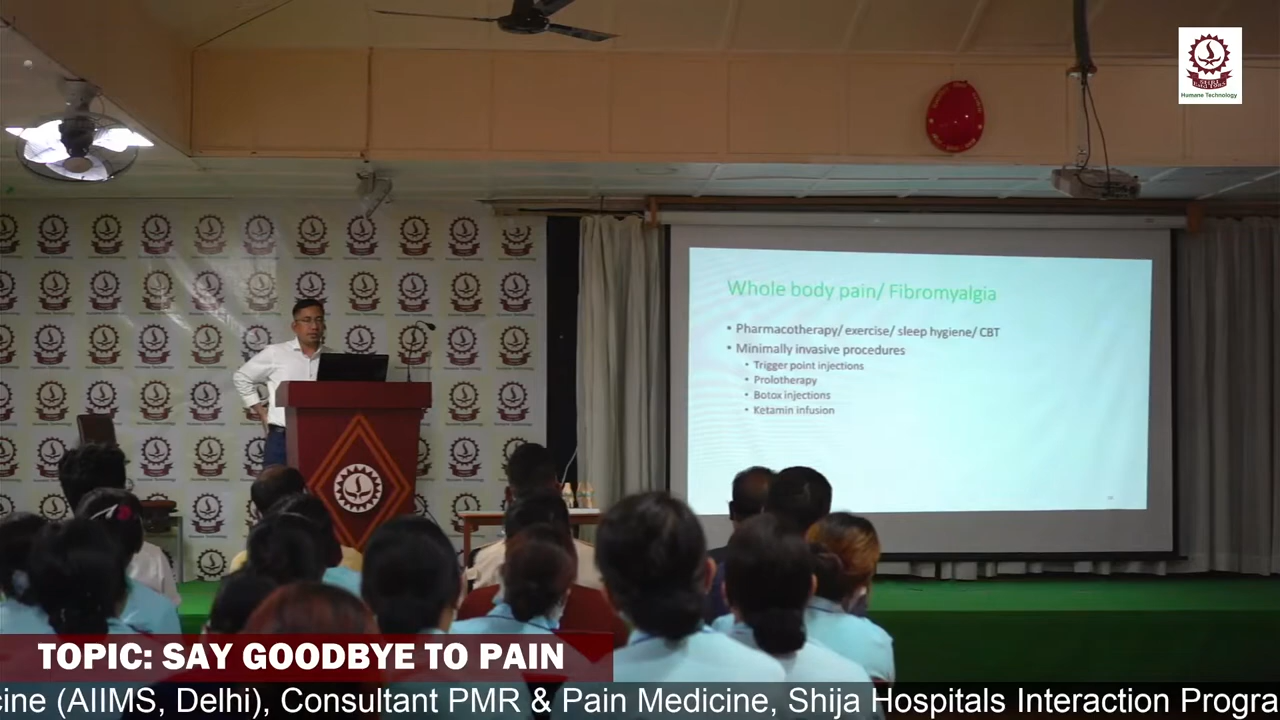 Humane Technology
Whole body pain/ Fibromyalgia
• Pharmacotherapy/ exercise/ sleep hygiene/ CBT
• Minimally invasive procedures
• Trigger point injections
• Prolotherapy
• Botox injections
• Ketamin infusion
TOPIC: SAY GOODBYE TO PAIN
cine (AIIMS, Delhi), Consultant PMR & Pain Medicine, Shija Hospitals Interaction Progra